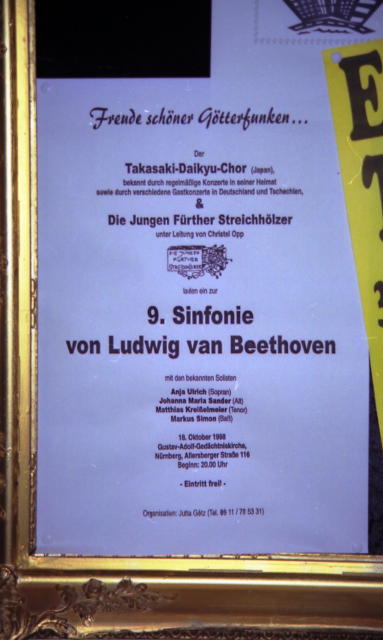 Freude schöner Götterfunken...
Der
Takasaki-Daikyu-Chor (Japan),
bekannt durch regelmäßige Konzerte in seiner Heimat
sowie durch verschiedene Gastkonzerte in Deutschland und Tschechien,
&
Die Jungen Fürther Streichhölzer
unter Leitung von Christel Opp
DIE JUNGEN
FÜRTHER
STREICHHÖLZER
laden ein zur
9. Sinfonie
von Ludwig van Beethoven
mit den bekannten Solisten
Anja Ulrich (Sopran)
Johanna Maria Sander (Alt)
Matthias Kreißelmeier (Tenor)
Markus Simon (Baß)
18. Oktober 1998
Gustav-Adolf-Gedächtniskirche,
Nürnberg, Allersberger Straße 116
Beginn: 20.00 Uhr
- Eintritt frei! -
Organisation: Jutta Götz (Tel. 09 11 / 78 53 31)
E